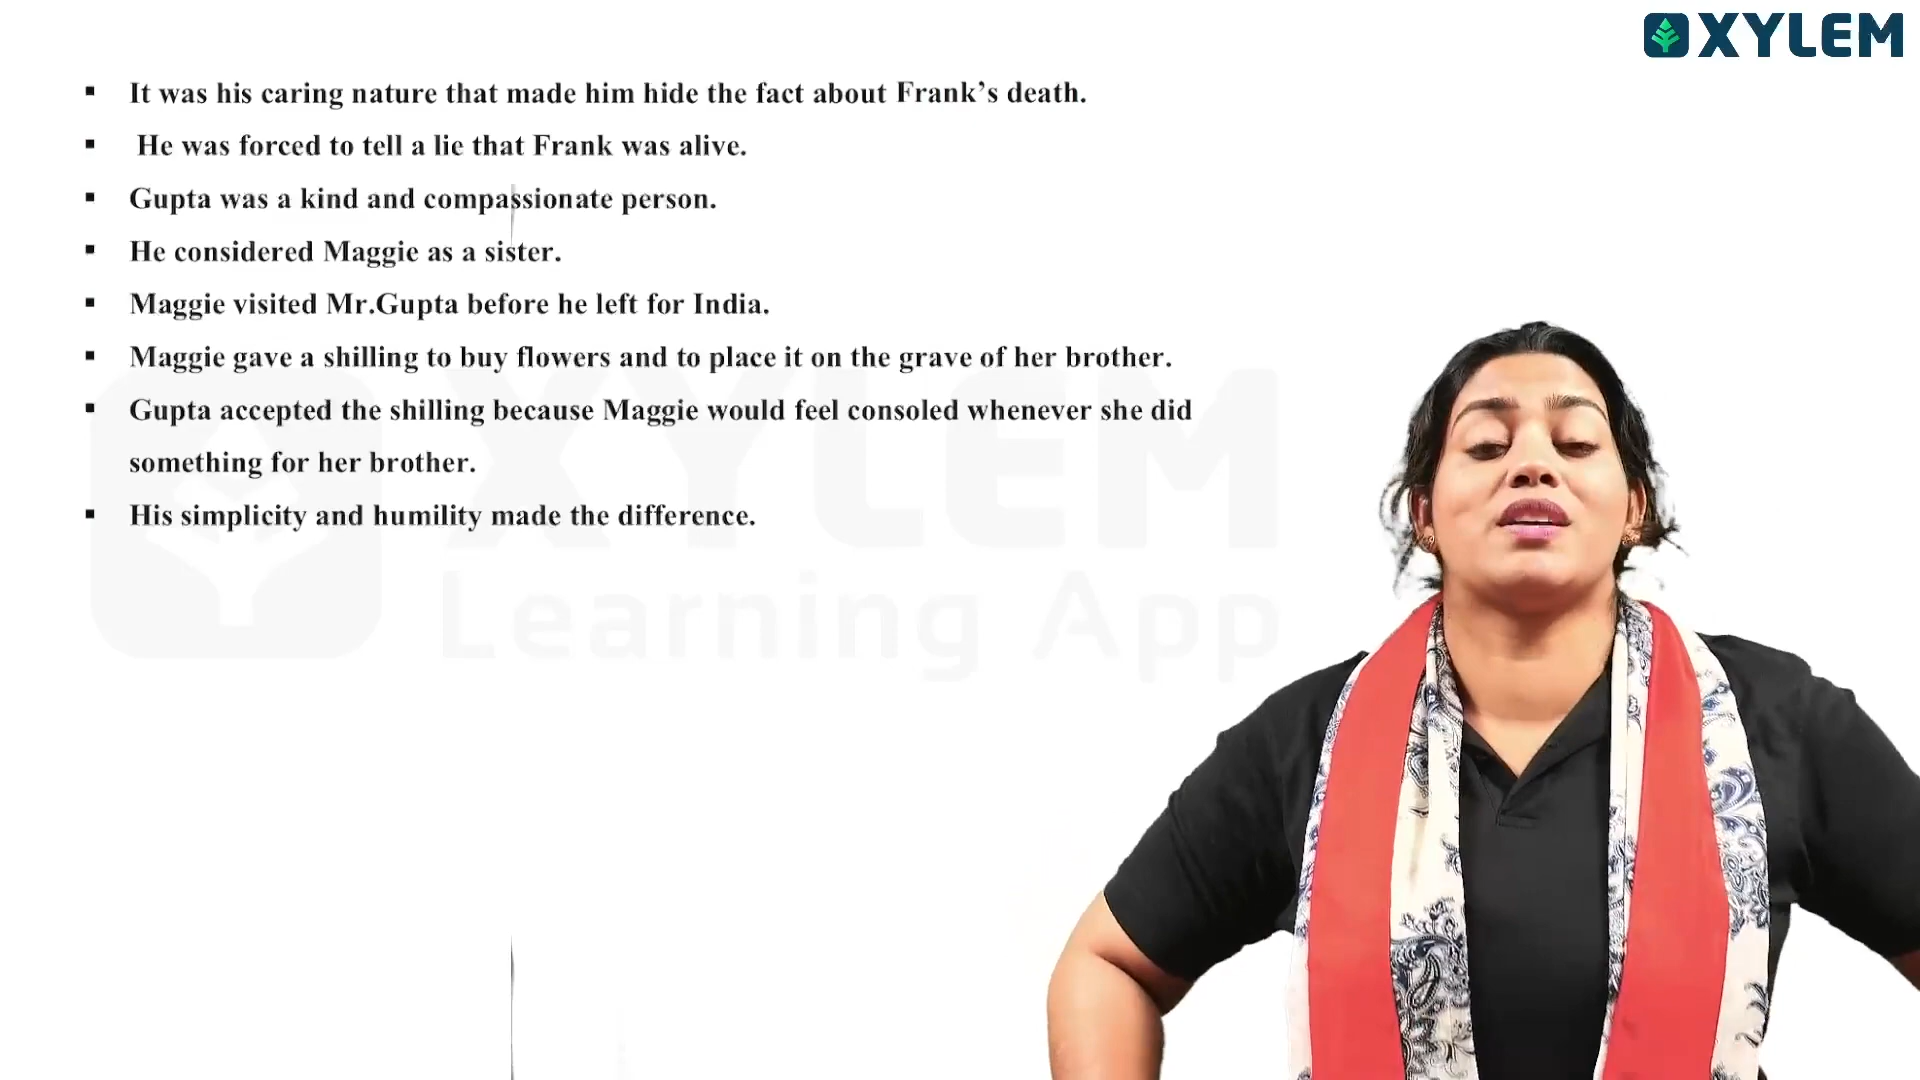 XYLEM
▪ It was his caring nature that made him hide the fact about Frank’s death.
▪ He was forced to tell a lie that Frank was alive.
▪ Gupta was a kind and compassionate person.
▪ He considered Maggie as a sister.
▪ Maggie visited Mr.Gupta before he left for India.
▪ Maggie gave a shilling to buy flowers and to place it on the grave of her brother.
▪ Gupta accepted the shilling because Maggie would feel consoled whenever she did
something for her brother.
▪ His simplicity and humility made the difference.
XYLEM
Learning App